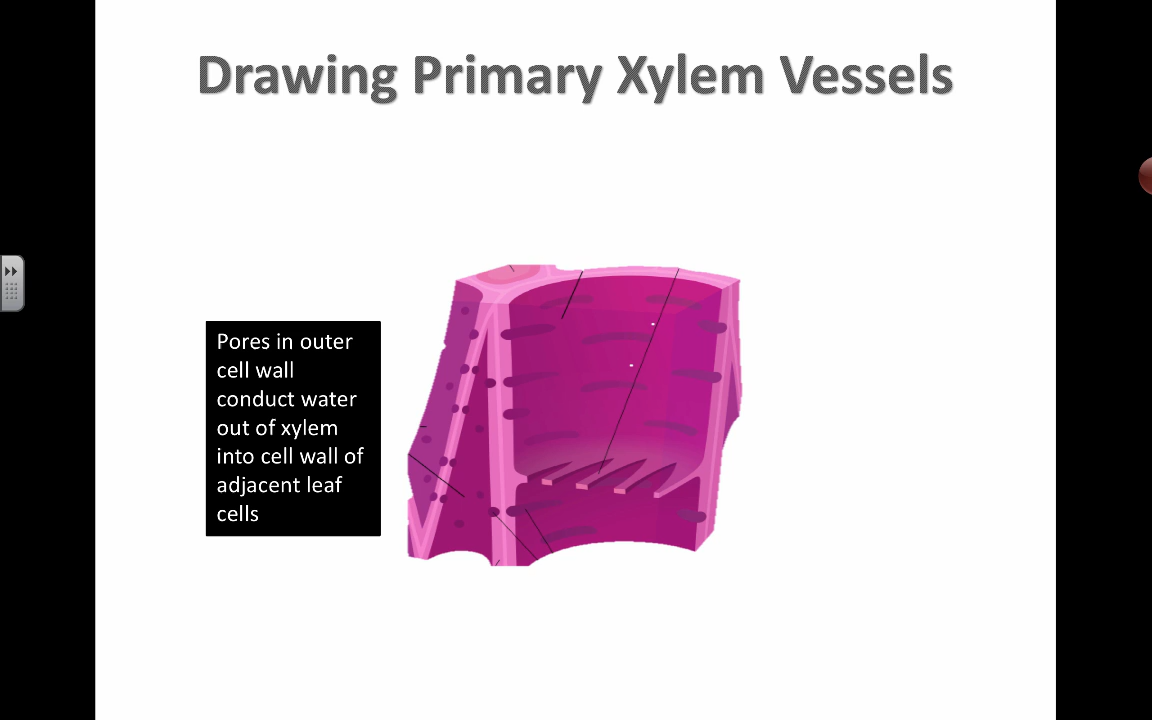 Drawing Primary Xylem Vessels
Pores in outer
cell wall
conduct water
out of xylem
into cell wall of
adjacent leaf
cells